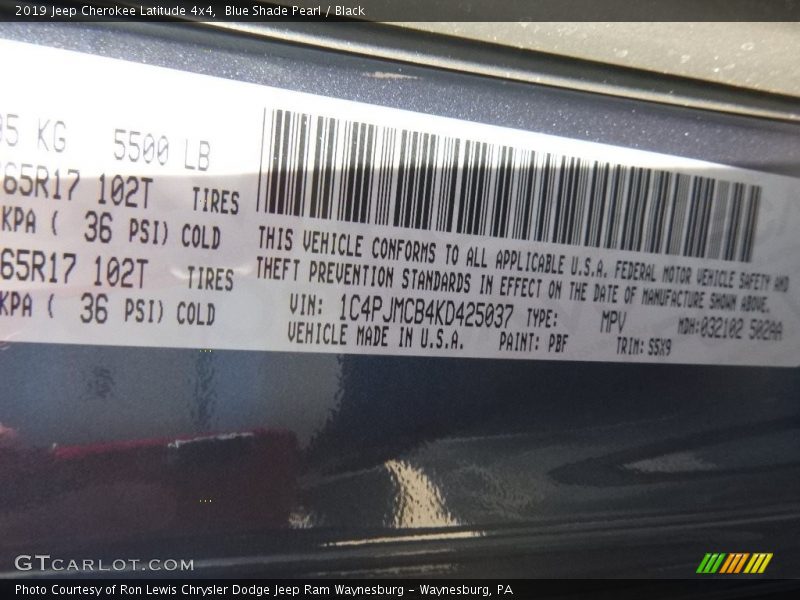 2019 Jeep Cherokee Latitude 4x4, Blue Shade Pearl / Black
KG 5500 LB
65R17 102T TIRES
KPA ( 36 PSI) COLD
65R17 102T TIRES
KPA ( 36 PSI) COLD
THIS VEHICLE CONFORMS TO ALL APPLICABLE U.S.A. FEDERAL MOTOR VEHICLE SAFETY AND
THEFT PREVENTION STANDARDS IN EFFECT ON THE DATE OF MANUFACTURE SHOWN ABOVE.
VIN: 1C4PJMCB4KD425037 TYPE: MPV MDH:032102 502AA
VEHICLE MADE IN U.S.A. PAINT: PBF TRIM: S5X9
GTCARLOT.COM
Photo Courtesy of Ron Lewis Chrysler Dodge Jeep Ram Waynesburg - Waynesburg, PA